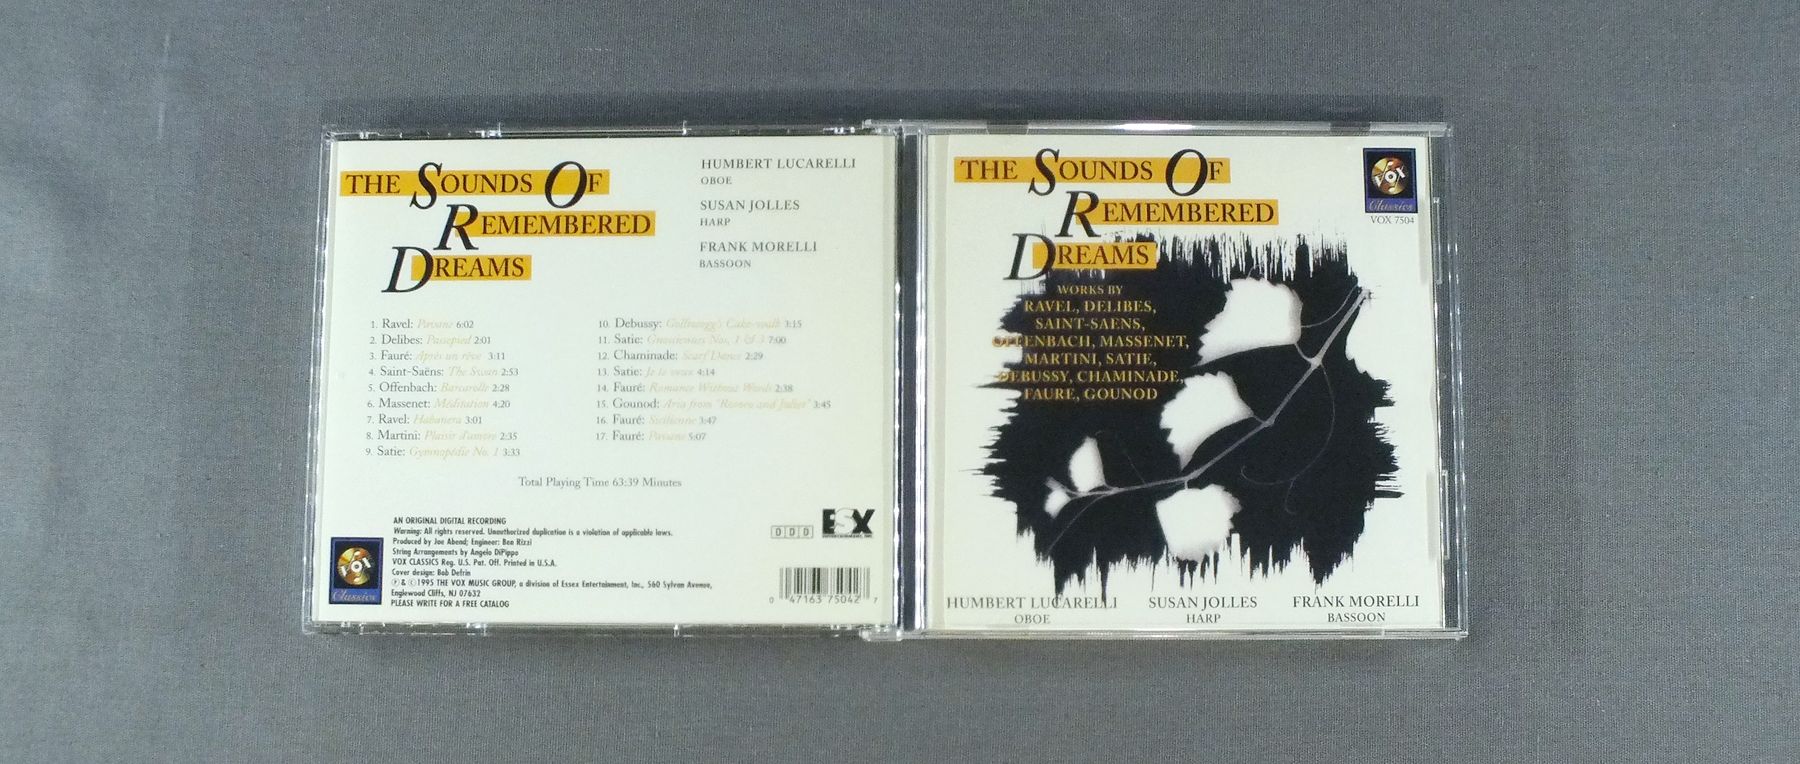 THE SOUNDS OF
REMEMBERED
DREAMS
HUMBERT LUCARELLI
OBOE
SUSAN JOLLES
HARP
FRANK MORELLI
BASSOON
1. Ravel: Pavane 6:02
2. Delibes: Passepied 2:01
3. Fauré: Après un rêve 3:11
4. Saint-Saëns: The Swan 2:53
5. Offenbach: Barcarolle 2:28
6. Massenet: Méditation 4:20
7. Ravel: Habanera 3:01
8. Martini: Plaisir d'amore 2:35
9. Satie: Gymnopédie No. 1 3:33
10. Debussy: Golliwogg's Cake-walk 3:15
11. Satie: Gnossiennes Nos. 1 & 3 7:00
12. Chaminade: Scarf Dance 2:29
13. Satie: Je te veux 4:14
14. Fauré: Romance Without Words 2:38
15. Gounod: Aria from "Romeo and Juliet" 3:45
16. Fauré: Sicilienne 3:47
17. Fauré: Pavane 5:07
Total Playing Time 63:39 Minutes
AN ORIGINAL DIGITAL RECORDING
Warning: All rights reserved. Unauthorized duplication is a violation of applicable laws.
Produced by Joe Abend; Engineer: Ben Rizzi
String Arrangements by Angelo DiPippo
VOX CLASSICS Reg. U.S. Pat. Off. Printed in U.S.A.
Cover design: Bob Defrin
Ⓟ & © 1995 THE VOX MUSIC GROUP, a division of Essex Entertainment, Inc., 560 Sylvan Avenue,
Englewood Cliffs, NJ 07632
PLEASE WRITE FOR A FREE CATALOG
VOX
Classics
DDD
ESX
0 47163 75042 7
THE SOUNDS OF
REMEMBERED
DREAMS
VOX
Classics
VOX 7504
WORKS BY
RAVEL, DELIBES,
SAINT-SAENS,
OFFENBACH, MASSENET,
MARTINI, SATIE,
DEBUSSY, CHAMINADE,
FAURE, GOUNOD
HUMBERT LUCARELLI
OBOE
SUSAN JOLLES
HARP
FRANK MORELLI
BASSOON